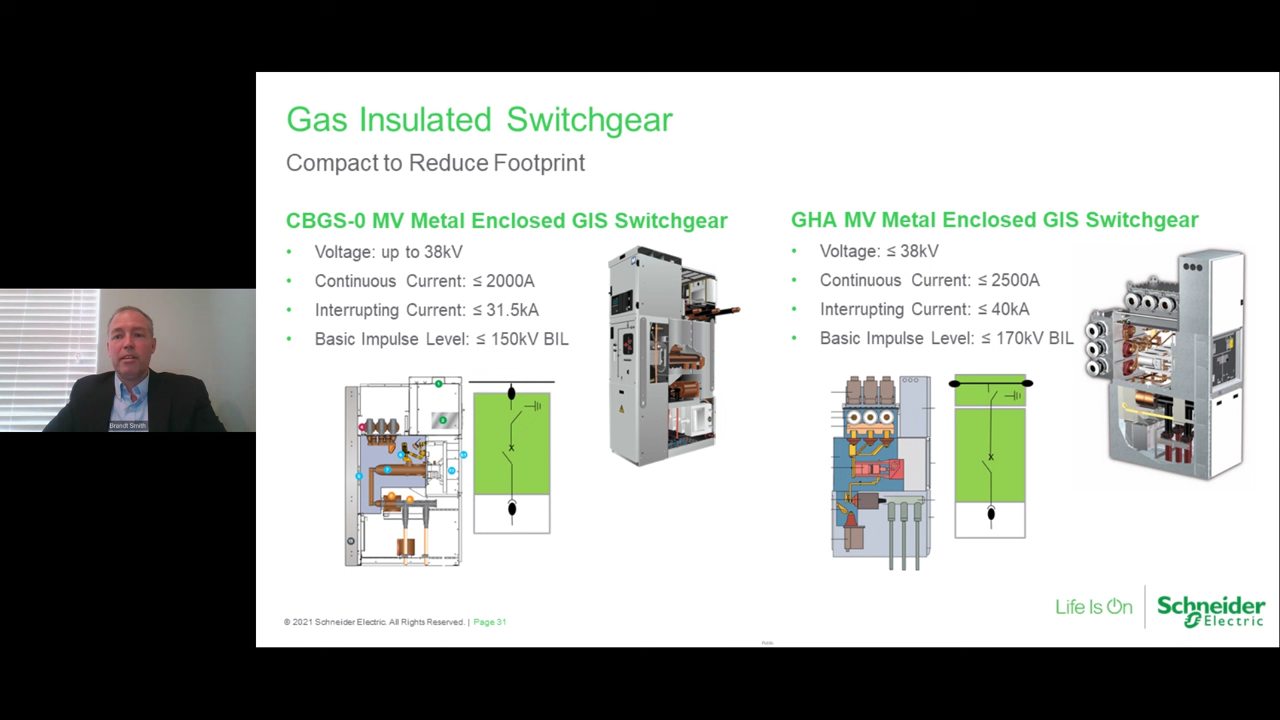 Gas Insulated Switchgear
Compact to Reduce Footprint
CBGS-0 MV Metal Enclosed GIS Switchgear
• Voltage: up to 38kV
• Continuous Current: ≤ 2000A
• Interrupting Current: ≤ 31.5kA
• Basic Impulse Level: ≤ 150kV BIL
GHA MV Metal Enclosed GIS Switchgear
• Voltage: ≤ 38kV
• Continuous Current: ≤ 2500A
• Interrupting Current: ≤ 40kA
• Basic Impulse Level: ≤ 170kV BIL
Brandt Smith
© 2021 Schneider Electric. All Rights Reserved. | Page 31
Life Is On
Schneider
Electric